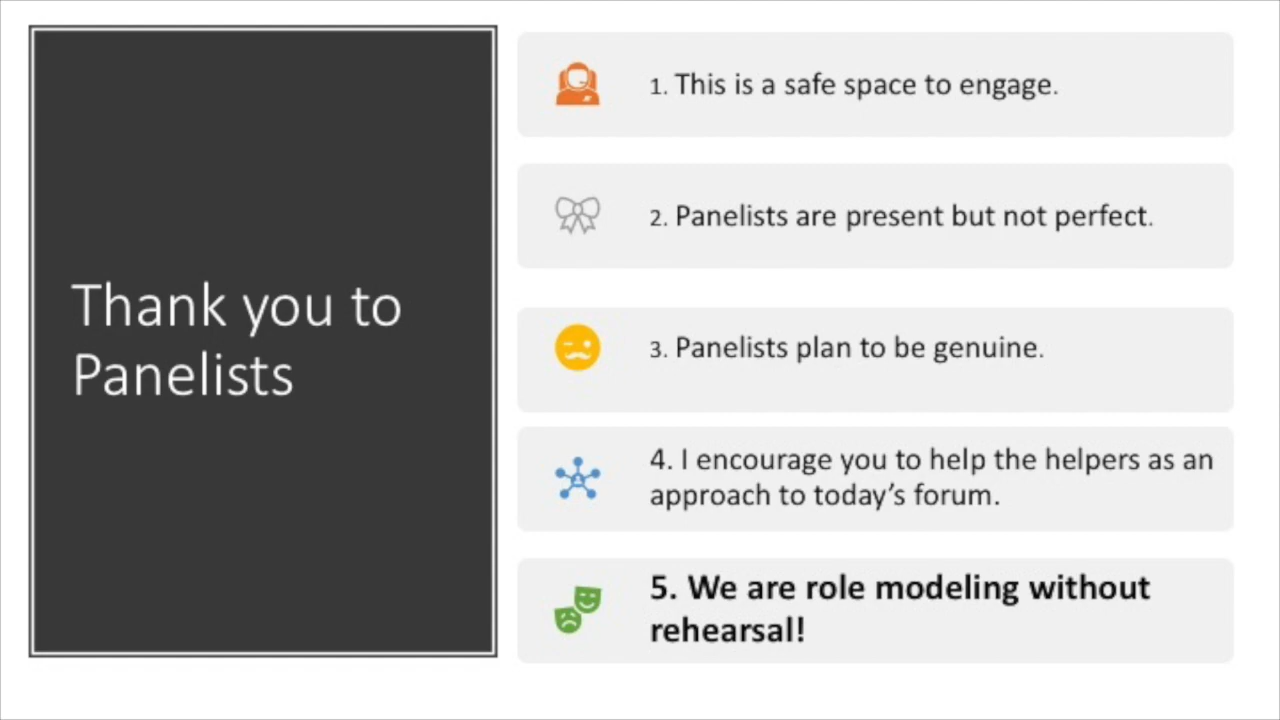 Thank you to
Panelists
1. This is a safe space to engage.
2. Panelists are present but not perfect.
3. Panelists plan to be genuine.
4. I encourage you to help the helpers as an
approach to today’s forum.
5. We are role modeling without
rehearsal!